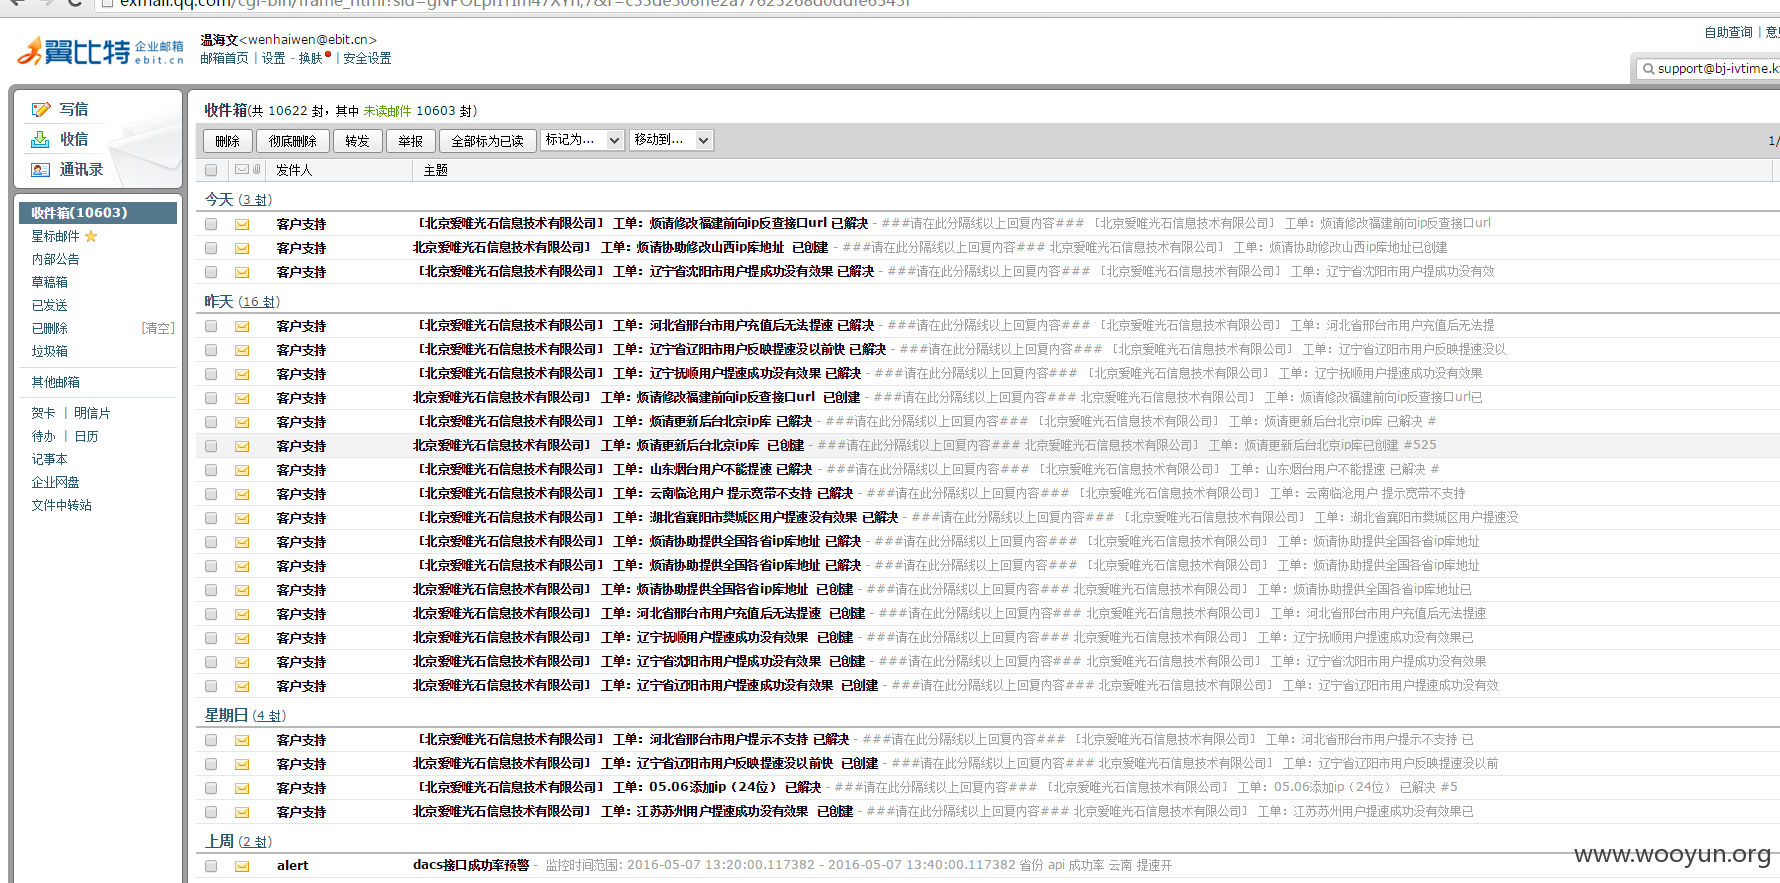 翼比特 企业邮箱 ebit.cn
温海文<wenhaiwen@ebit.cn>
邮箱首页 | 设置 - 换肤 | 安全设置
自助查询 |
support@bj-ivtime.k
写信
收信
通讯录
收件箱(10603)
星标邮件
内部公告
草稿箱
已发送
已删除 [清空]
垃圾箱
其他邮箱
贺卡 | 明信片
待办 | 日历
记事本
企业网盘
文件中转站
收件箱(共 10622 封，其中 未读邮件 10603 封)
删除 彻底删除 转发 举报 全部标为已读 标记为... 移动到... 1/
发件人 主题
今天 (3 封)
客户支持 [北京爱唯光石信息技术有限公司] 工单：烦请修改福建前向ip反查接口url 已解决 - ###请在此分隔线以上回复内容### [北京爱唯光石信息技术有限公司] 工单：烦请修改福建前向ip反查接口url
客户支持 北京爱唯光石信息技术有限公司] 工单：烦请协助修改山西ip库地址 已创建 - ###请在此分隔线以上回复内容### 北京爱唯光石信息技术有限公司] 工单：烦请协助修改山西ip库地址已创建
客户支持 [北京爱唯光石信息技术有限公司] 工单：辽宁省沈阳市用户提成功没有效果 已解决 - ###请在此分隔线以上回复内容### [北京爱唯光石信息技术有限公司] 工单：辽宁省沈阳市用户提成功没有效
昨天 (16 封)
客户支持 [北京爱唯光石信息技术有限公司] 工单：河北省邢台市用户充值后无法提速 已解决 - ###请在此分隔线以上回复内容### [北京爱唯光石信息技术有限公司] 工单：河北省邢台市用户充值后无法提
客户支持 [北京爱唯光石信息技术有限公司] 工单：辽宁省辽阳市用户反映提速没以前快 已解决 - ###请在此分隔线以上回复内容### [北京爱唯光石信息技术有限公司] 工单：辽宁省辽阳市用户反映提速没以
客户支持 [北京爱唯光石信息技术有限公司] 工单：辽宁抚顺用户提速成功没有效果 已解决 - ###请在此分隔线以上回复内容### [北京爱唯光石信息技术有限公司] 工单：辽宁抚顺用户提速成功没有效果
客户支持 北京爱唯光石信息技术有限公司] 工单：烦请修改福建前向ip反查接口url 已创建 - ###请在此分隔线以上回复内容### 北京爱唯光石信息技术有限公司] 工单：烦请修改福建前向ip反查接口url已
客户支持 [北京爱唯光石信息技术有限公司] 工单：烦请更新后台北京ip库 已解决 - ###请在此分隔线以上回复内容### [北京爱唯光石信息技术有限公司] 工单：烦请更新后台北京ip库 已解决 #
客户支持 北京爱唯光石信息技术有限公司] 工单：烦请更新后台北京ip库 已创建 - ###请在此分隔线以上回复内容### 北京爱唯光石信息技术有限公司] 工单：烦请更新后台北京ip库已创建 #525
客户支持 [北京爱唯光石信息技术有限公司] 工单：山东烟台用户不能提速 已解决 - ###请在此分隔线以上回复内容### [北京爱唯光石信息技术有限公司] 工单：山东烟台用户不能提速 已解决 #
客户支持 [北京爱唯光石信息技术有限公司] 工单：云南临沧用户 提示宽带不支持 已解决 - ###请在此分隔线以上回复内容### [北京爱唯光石信息技术有限公司] 工单：云南临沧用户 提示宽带不支持
客户支持 [北京爱唯光石信息技术有限公司] 工单：湖北省襄阳市樊城区用户提速没有效果 已解决 - ###请在此分隔线以上回复内容### [北京爱唯光石信息技术有限公司] 工单：湖北省襄阳市樊城区用户提速没
客户支持 [北京爱唯光石信息技术有限公司] 工单：烦请协助提供全国各省ip库地址 已解决 - ###请在此分隔线以上回复内容### [北京爱唯光石信息技术有限公司] 工单：烦请协助提供全国各省ip库地址
客户支持 [北京爱唯光石信息技术有限公司] 工单：烦请协助提供全国各省ip库地址 已解决 - ###请在此分隔线以上回复内容### [北京爱唯光石信息技术有限公司] 工单：烦请协助提供全国各省ip库地址
客户支持 北京爱唯光石信息技术有限公司] 工单：烦请协助提供全国各省ip库地址 已创建 - ###请在此分隔线以上回复内容### 北京爱唯光石信息技术有限公司] 工单：烦请协助提供全国各省ip库地址已
客户支持 北京爱唯光石信息技术有限公司] 工单：河北省邢台市用户充值后无法提速 已创建 - ###请在此分隔线以上回复内容### 北京爱唯光石信息技术有限公司] 工单：河北省邢台市用户充值后无法提速
客户支持 北京爱唯光石信息技术有限公司] 工单：辽宁抚顺用户提速成功没有效果 已创建 - ###请在此分隔线以上回复内容### 北京爱唯光石信息技术有限公司] 工单：辽宁抚顺用户提速成功没有效果已
客户支持 北京爱唯光石信息技术有限公司] 工单：辽宁省沈阳市用户提成功没有效果 已创建 - ###请在此分隔线以上回复内容### 北京爱唯光石信息技术有限公司] 工单：辽宁省沈阳市用户提成功没有效果
客户支持 北京爱唯光石信息技术有限公司] 工单：辽宁省辽阳市用户提速成功没有效果 已创建 - ###请在此分隔线以上回复内容### 北京爱唯光石信息技术有限公司] 工单：辽宁省辽阳市用户提速成功没有效
星期日 (4 封)
客户支持 [北京爱唯光石信息技术有限公司] 工单：河北省邢台市用户提示不支持 已解决 - ###请在此分隔线以上回复内容### [北京爱唯光石信息技术有限公司] 工单：河北省邢台市用户提示不支持 已
客户支持 北京爱唯光石信息技术有限公司] 工单：辽宁省辽阳市用户反映提速没以前快 已创建 - ###请在此分隔线以上回复内容### 北京爱唯光石信息技术有限公司] 工单：辽宁省辽阳市用户反映提速没以前
客户支持 [北京爱唯光石信息技术有限公司] 工单：05.06添加ip（24位） 已解决 - ###请在此分隔线以上回复内容### [北京爱唯光石信息技术有限公司] 工单：05.06添加ip（24位） 已解决 #5
客户支持 北京爱唯光石信息技术有限公司] 工单：江苏苏州用户提速成功没有效果 已创建 - ###请在此分隔线以上回复内容### 北京爱唯光石信息技术有限公司] 工单：江苏苏州用户提速成功没有效果已
上周 (2 封)
alert dacs接口成功率预警 - 监控时间范围: 2016-05-07 13:20:00.117382 - 2016-05-07 13:40:00.117382 省份 api 成功率 云南 提速开
www.wooyun.org